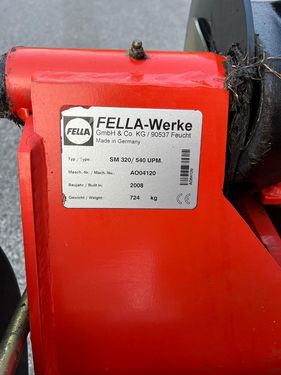 FELLA
FELLA-Werke
GmbH & Co. KG / 90537 Feucht
Made in Germany
Typ / Type: SM 320/ 540 UPM.
Masch.-Nr. / Mach.-No.: AO04120
Baujahr / Built in: 2008
Gewicht / Weight: 724 kg CE